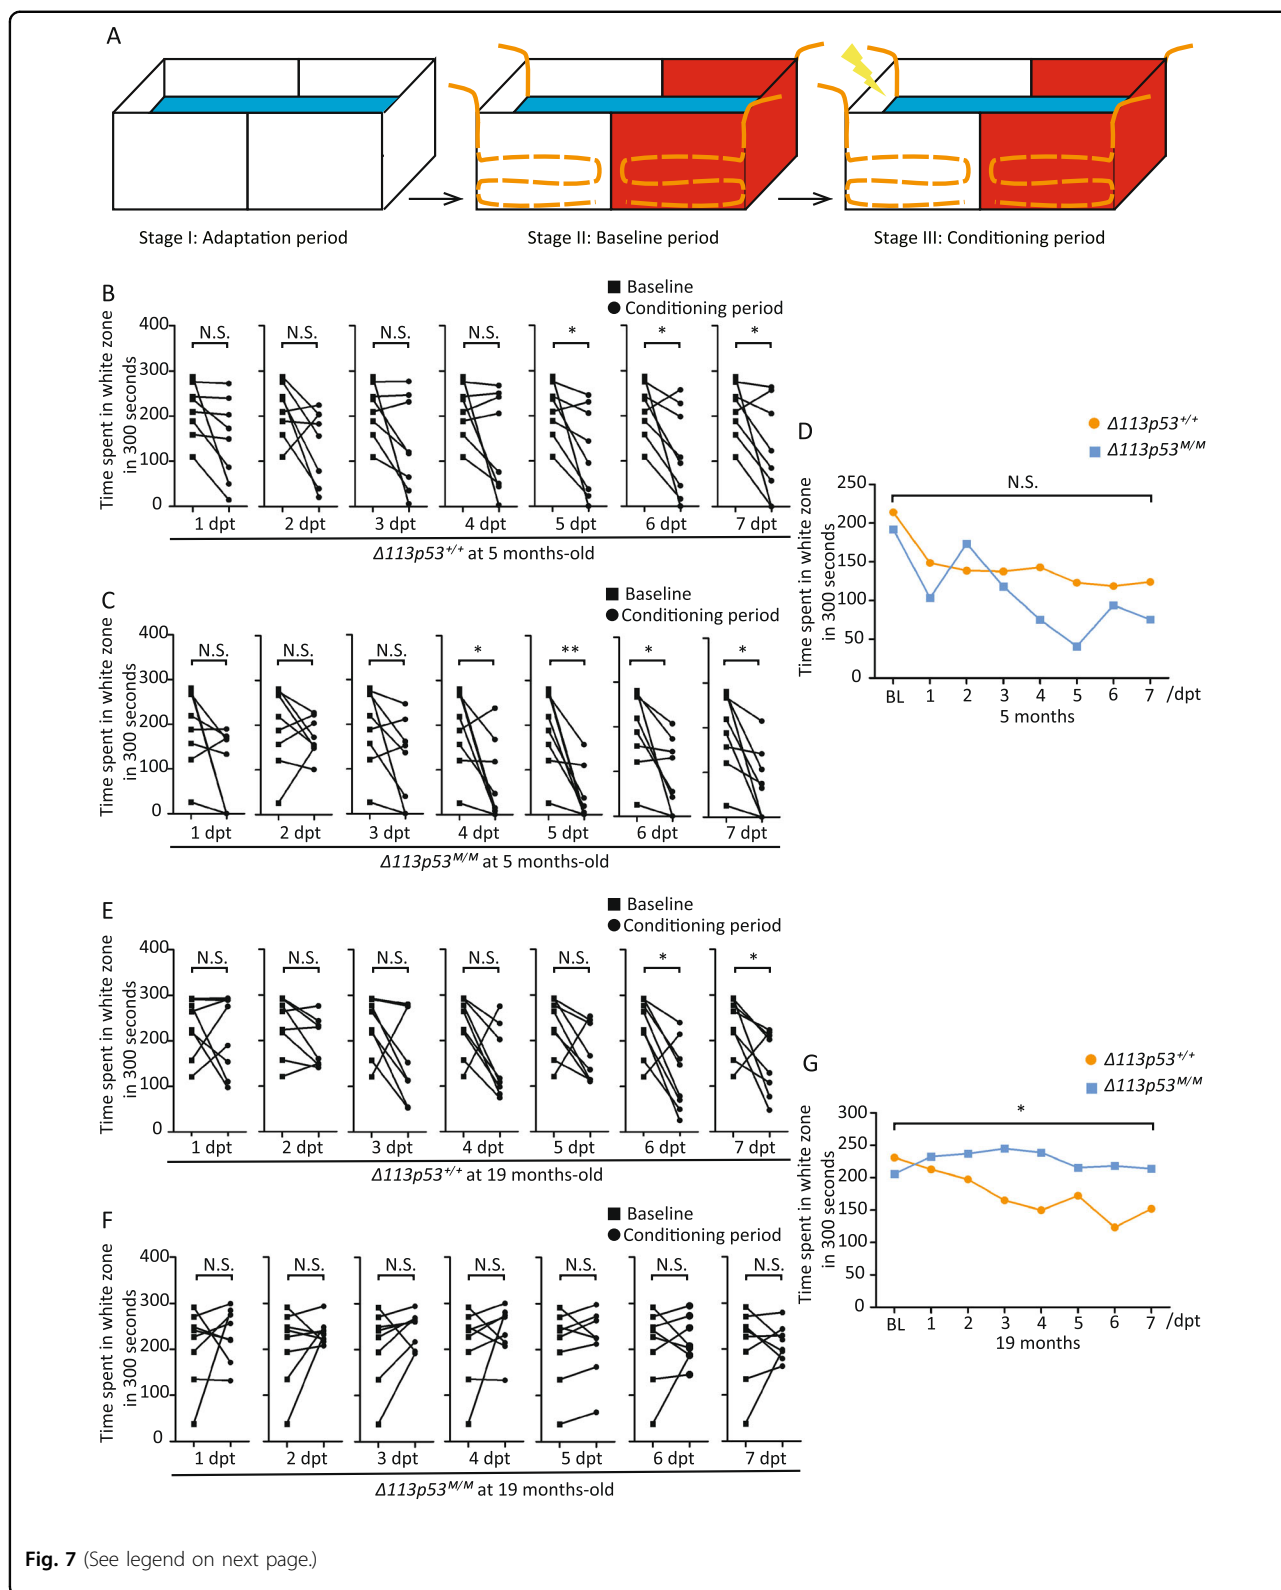 A
Stage I: Adaptation period
Stage II: Baseline period
Stage III: Conditioning period
B
Baseline
Conditioning period
Time spent in white zone
in 300 seconds
400
300
200
100
0
N.S.
N.S.
N.S.
N.S.
*
*
*
1 dpt
2 dpt
3 dpt
4 dpt
5 dpt
6 dpt
7 dpt
Δ113p53+/+ at 5 months-old
C
Baseline
Conditioning period
Time spent in white zone
in 300 seconds
400
300
200
100
0
N.S.
N.S.
N.S.
*
**
*
*
1 dpt
2 dpt
3 dpt
4 dpt
5 dpt
6 dpt
7 dpt
Δ113p53M/M at 5 months-old
D
Δ113p53+/+
Δ113p53M/M
Time spent in white zone
in 300 seconds
250
200
150
100
50
0
N.S.
BL 1 2 3 4 5 6 7 /dpt
5 months
E
Baseline
Conditioning period
Time spent in white zone
in 300 seconds
400
300
200
100
0
N.S.
N.S.
N.S.
N.S.
N.S.
*
*
1 dpt
2 dpt
3 dpt
4 dpt
5 dpt
6 dpt
7 dpt
Δ113p53+/+ at 19 months-old
F
Baseline
Conditioning period
Time spent in white zone
in 300 seconds
400
300
200
100
0
N.S.
N.S.
N.S.
N.S.
N.S.
N.S.
N.S.
1 dpt
2 dpt
3 dpt
4 dpt
5 dpt
6 dpt
7 dpt
Δ113p53M/M at 19 months-old
G
Δ113p53+/+
Δ113p53M/M
Time spent in white zone
in 300 seconds
300
250
200
150
100
50
0
*
BL 1 2 3 4 5 6 7 /dpt
19 months
Fig. 7 (See legend on next page.)